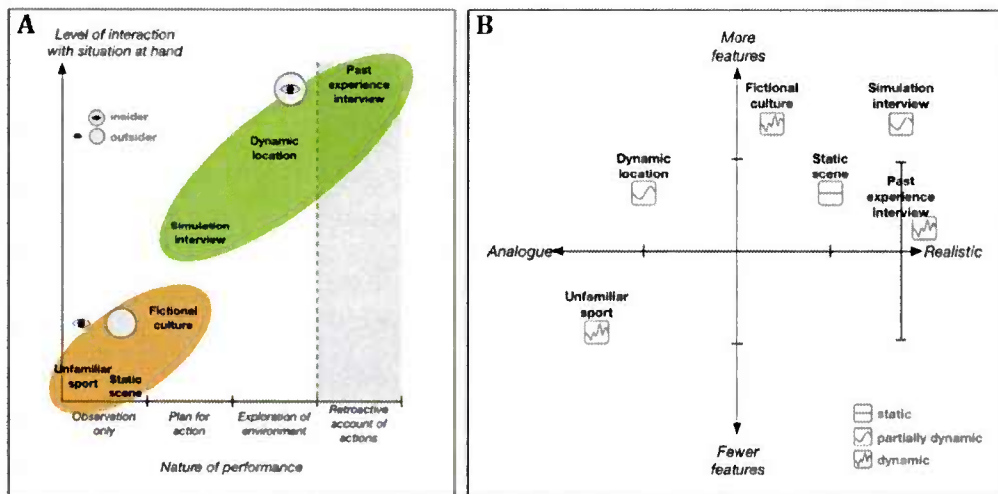 A
Level of interaction
with situation at hand
insider
outsider
Past
experience
interview
Dynamic
location
Simulation
interview
Fictional
culture
Unfamiliar
sport
Static
scene
Observation
only
Plan for
action
Exploration of
environment
Retroactive
account of
actions
Nature of performance
B
More
features
Fictional
culture
Simulation
interview
Dynamic
location
Static
scene
Past
experience
interview
Analogue
Realistic
Unfamiliar
sport
Fewer
features
static
partially dynamic
dynamic